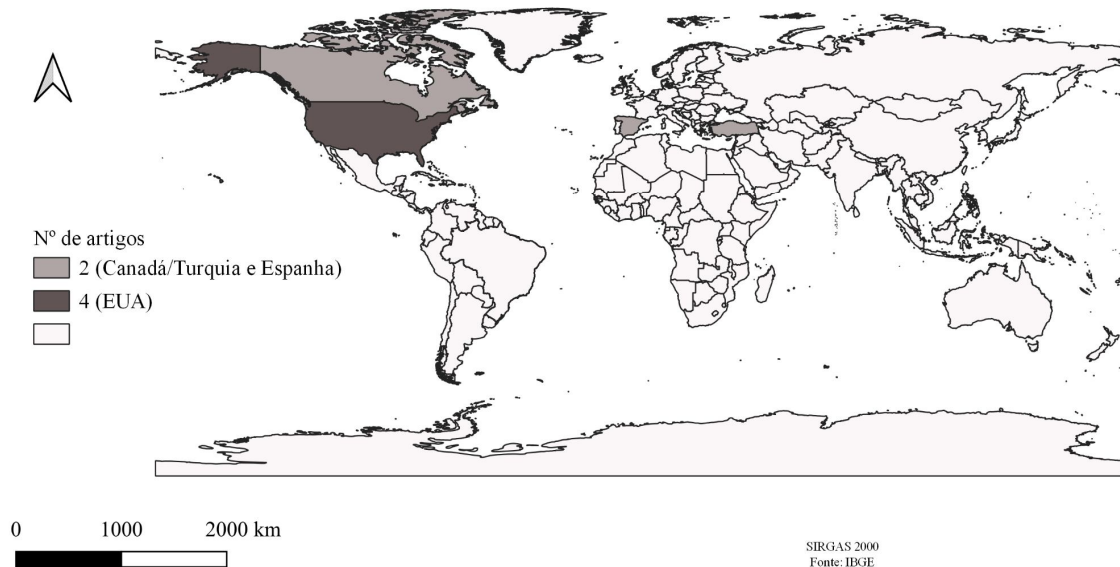 Nº de artigos
2 (Canadá/Turquia e Espanha)
4 (EUA)
0 1000 2000 km
SIRGAS 2000
Fonte: IBGE